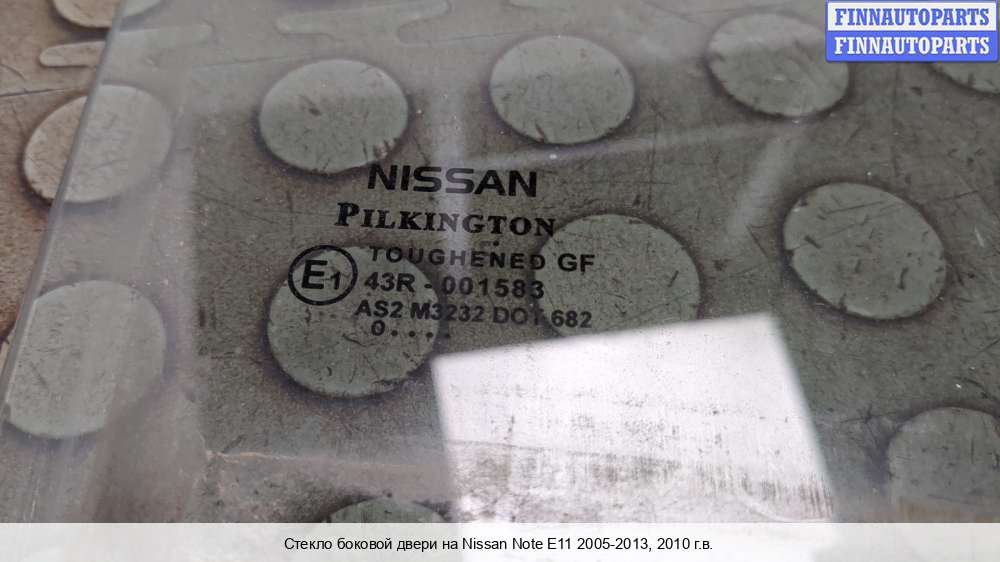 FINNAUTOPARTS
FINNAUTOPARTS
NISSAN
PILKINGTON
TOUGHENED GF
E1
43R - 001583
AS2 M3232 DOT 682
0 . . . .
Стекло боковой двери на Nissan Note E11 2005-2013, 2010 г.в.